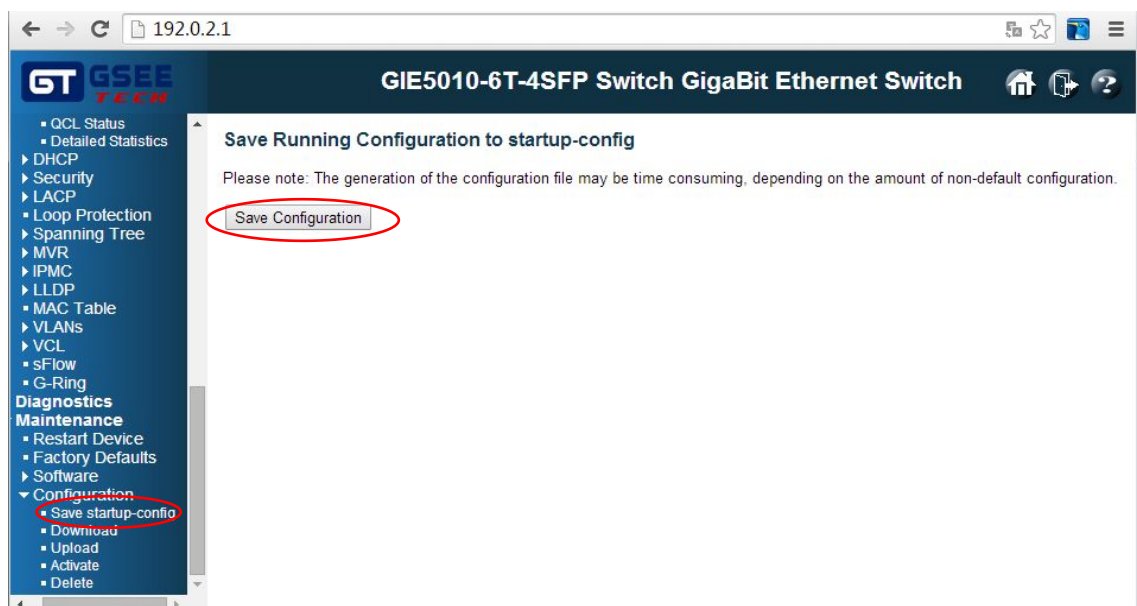 192.0.2.1
GT GSEE TECH
GIE5010-6T-4SFP Switch GigaBit Ethernet Switch
QCL Status
Detailed Statistics
DHCP
Security
LACP
Loop Protection
Spanning Tree
MVR
IPMC
LLDP
MAC Table
VLANs
VCL
sFlow
G-Ring
Diagnostics
Maintenance
Restart Device
Factory Defaults
Software
Configuration
Save startup-config
Download
Upload
Activate
Delete
Save Running Configuration to startup-config
Please note: The generation of the configuration file may be time consuming, depending on the amount of non-default configuration.
Save Configuration